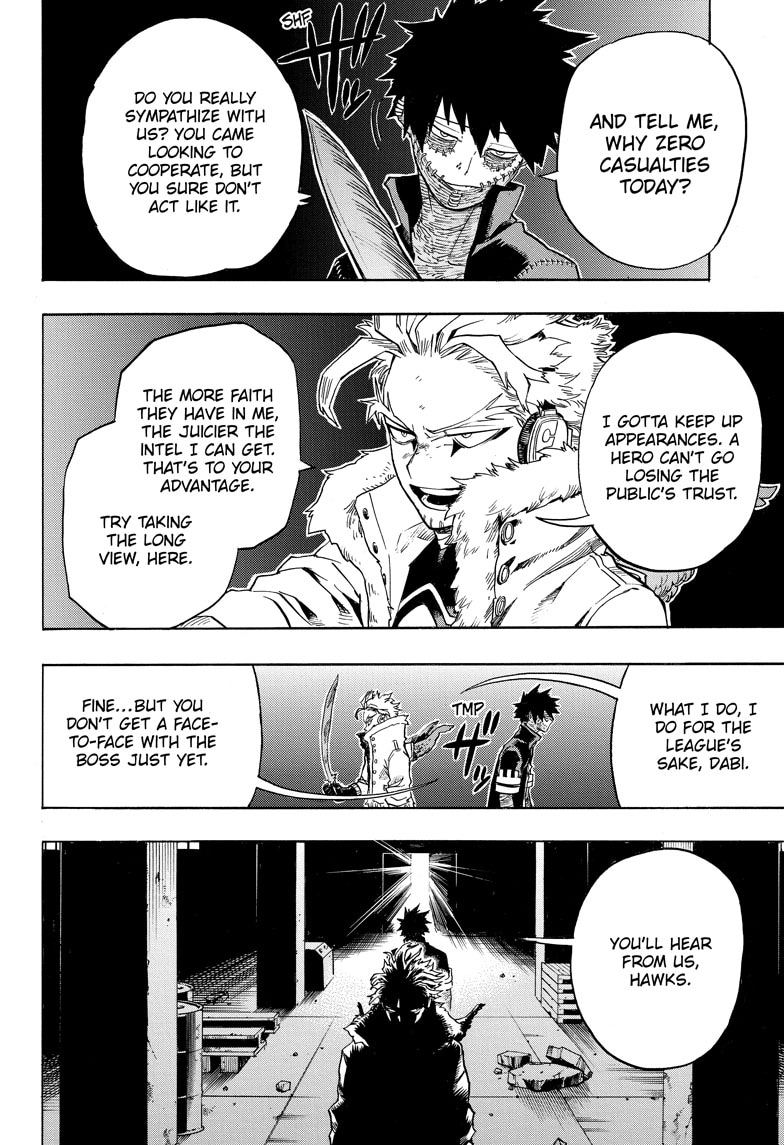 AND TELL ME,
WHY ZERO
CASUALTIES
TODAY?
SHF
DO YOU REALLY
SYMPATHIZE WITH
US? YOU CAME
LOOKING TO
COOPERATE, BUT
YOU SURE DON'T
ACT LIKE IT.
I GOTTA KEEP UP
APPEARANCES. A
HERO CAN'T GO
LOSING THE
PUBLIC'S TRUST.
THE MORE FAITH
THEY HAVE IN ME,
THE JUICIER THE
INTEL I CAN GET.
THAT'S TO YOUR
ADVANTAGE.
TRY TAKING
THE LONG
VIEW, HERE.
WHAT I DO, I
DO FOR THE
LEAGUE'S
SAKE, DABI.
TMP
ザッ
FINE...BUT YOU
DON'T GET A FACE-
TO-FACE WITH THE
BOSS JUST YET.
YOU'LL HEAR
FROM US,
HAWKS.